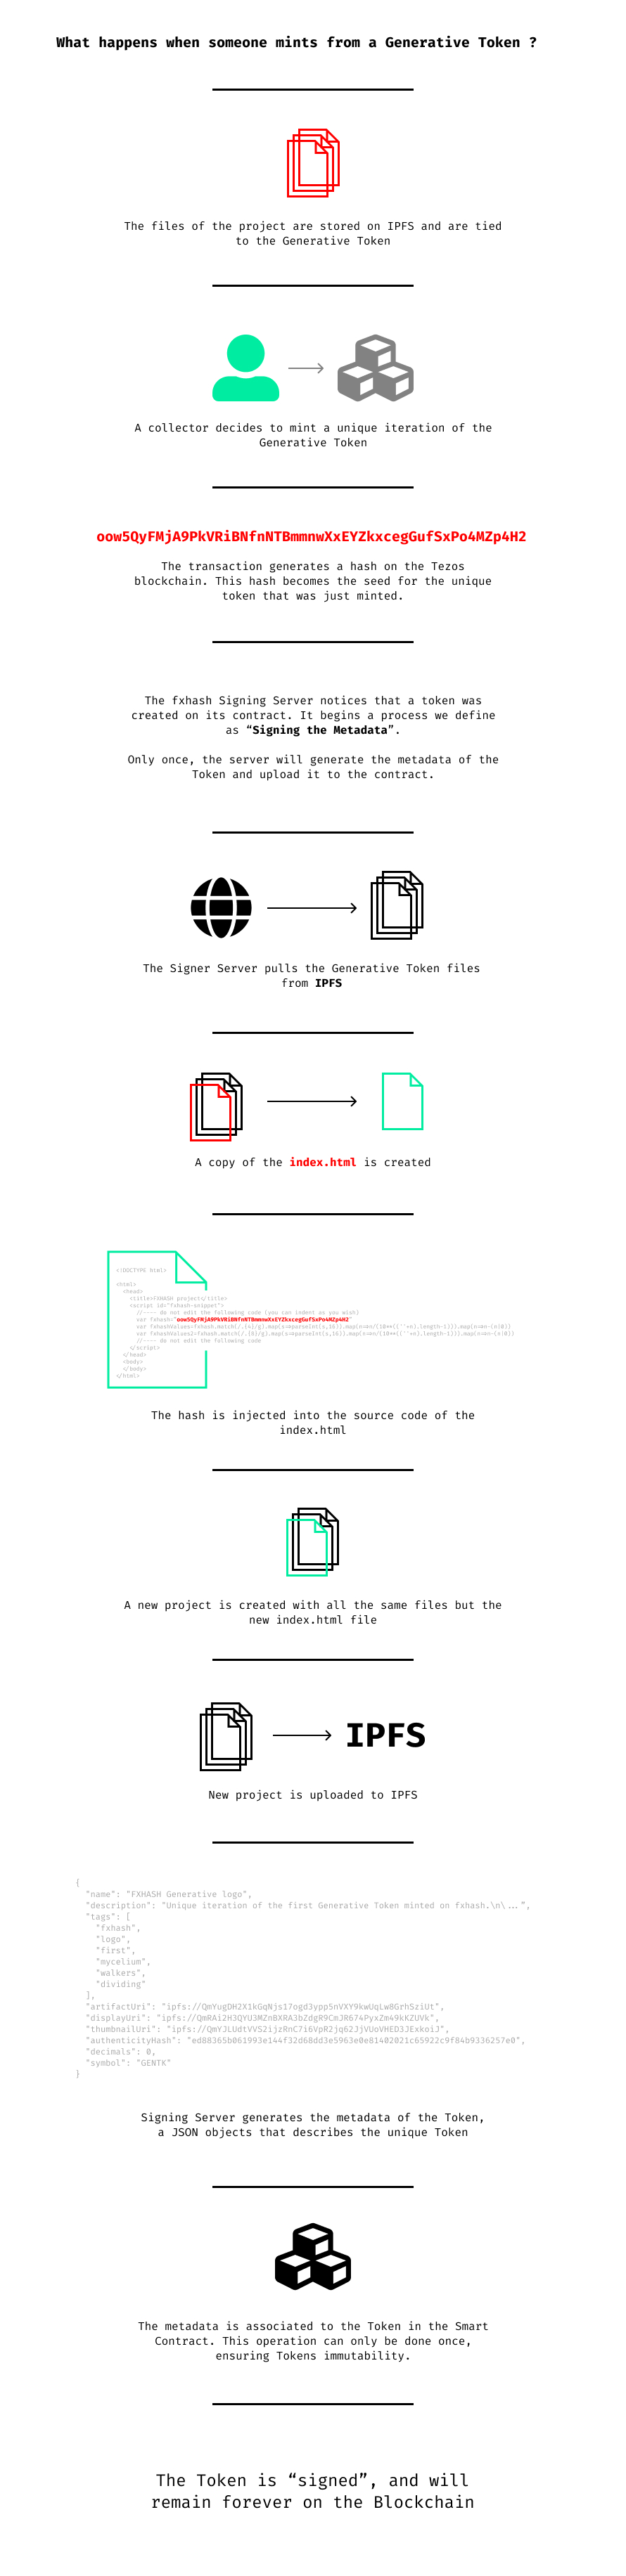 What happens when someone mints from a Generative Token ?
The files of the project are stored on IPFS and are tied
to the Generative Token
A collector decides to mint a unique iteration of the
Generative Token
oow5QyFMjA9PkVRiBNfnNTBmmnwXxEYZkxcegGufSxPo4MZp4H2
The transaction generates a hash on the Tezos
blockchain. This hash becomes the seed for the unique
token that was just minted.
The fxhash Signing Server notices that a token was
created on its contract. It begins a process we define
as “Signing the Metadata”.
Only once, the server will generate the metadata of the
Token and upload it to the contract.
The Signer Server pulls the Generative Token files
from IPFS
A copy of the index.html is created
<!DOCTYPE html>
<html>
<head>
<title>FXHASH project</title>
<script id="fxhash-snippet">
//---- do not edit the following code (you can indent as you wish)
var fxhash="oow5QyFMjA9PkVRiBNfnNTBmmnwXxEYZkxcegGufSxPo4MZp4H2"
//---- do not edit the following code
</script>
</head>
<body>
</body>
</html>
The hash is injected into the source code of the
index.html
A new project is created with all the same files but the
new index.html file
IPFS
New project is uploaded to IPFS
{
"name": "FXHASH Generative logo",
"description": "Unique iteration of the first Generative Token minted on fxhash.\n\...”,
"tags": [
"fxhash",
"logo",
"first",
"mycelium",
"walkers",
"dividing"
],
"artifactUri": "ipfs://QmYugDH2X1kGqNjs17ogd3ypp5nVXY9kwUqLw8GrhSziUt",
"displayUri": "ipfs://QmRAi2H3QYU3MZnBXRA3bZdgR9CmJR674PyxZm49kKZUVk",
"thumbnailUri": "ipfs://QmYJLUdtVVS2ijzRnC7i6VpR2jq62JjVUoVHED3JExkoiJ",
"authenticityHash": "ed88365b061993e144f32d68dd3e5963e0e81402021c65922c9f84b9336257e0",
"decimals": 0,
"symbol": "GENTK"
}
Signing Server generates the metadata of the Token,
a JSON objects that describes the unique Token
The metadata is associated to the Token in the Smart
Contract. This operation can only be done once,
ensuring Tokens immutability.
The Token is “signed”, and will
remain forever on the Blockchain